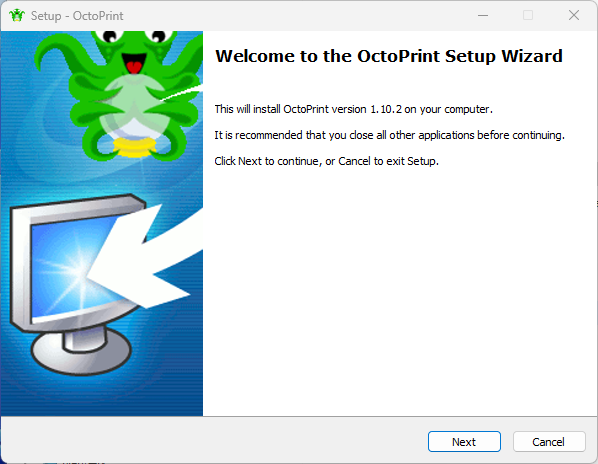 Setup - OctoPrint
Welcome to the OctoPrint Setup Wizard
This will install OctoPrint version 1.10.2 on your computer.
It is recommended that you close all other applications before continuing.
Click Next to continue, or Cancel to exit Setup.
Next
Cancel